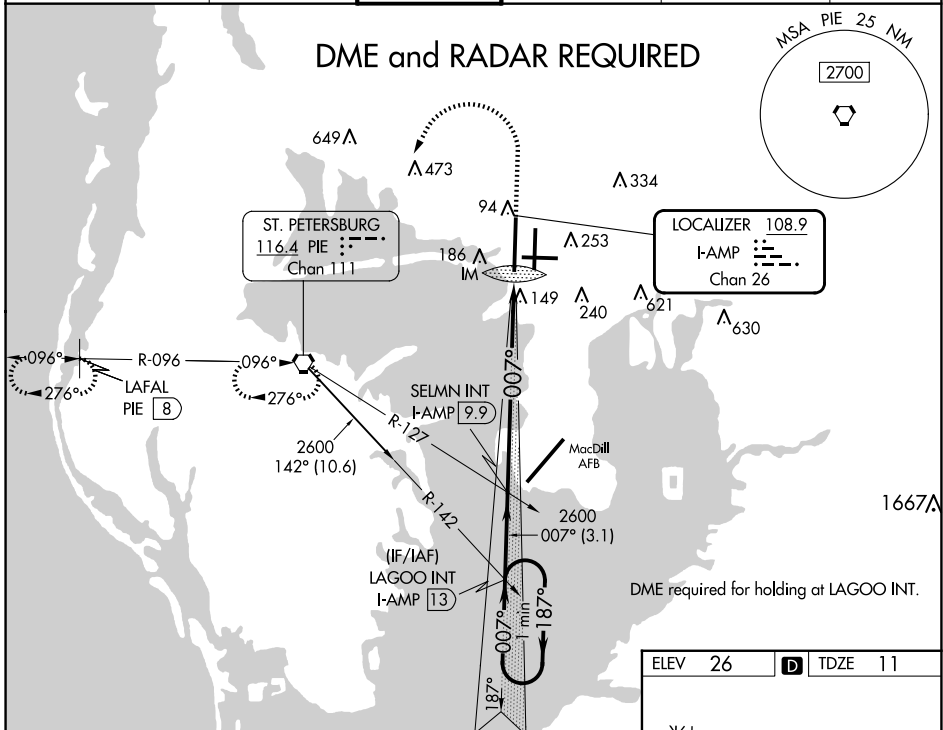 DME and RADAR REQUIRED
MSA PIE 25 NM
2700
649
473
334
94
ST. PETERSBURG
116.4 PIE
Chan 111
LOCALIZER 108.9
I-AMP
Chan 26
253
186
IM
149
240
621
630
096°
R-096
096°
276°
LAFAL
PIE 8
276°
007°
SELMN INT
I-AMP 9.9
R-127
2600
142° (10.6)
MacDill
AFB
R-142
1667
2600
007° (3.1)
(IF/IAF)
LAGOO INT
I-AMP 13
007°
1 min
187°
187°
DME required for holding at LAGOO INT.
ELEV 26 D TDZE 11